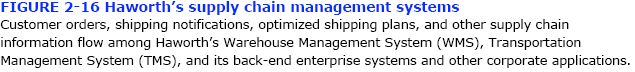 FIGURE 2-16 Haworth's supply chain management systems
Customer orders, shipping notifications, optimized shipping plans, and other supply chain
information flow among Haworth's Warehouse Management System (WMS), Transportation
Management System (TMS), and its back-end enterprise systems and other corporate applications.